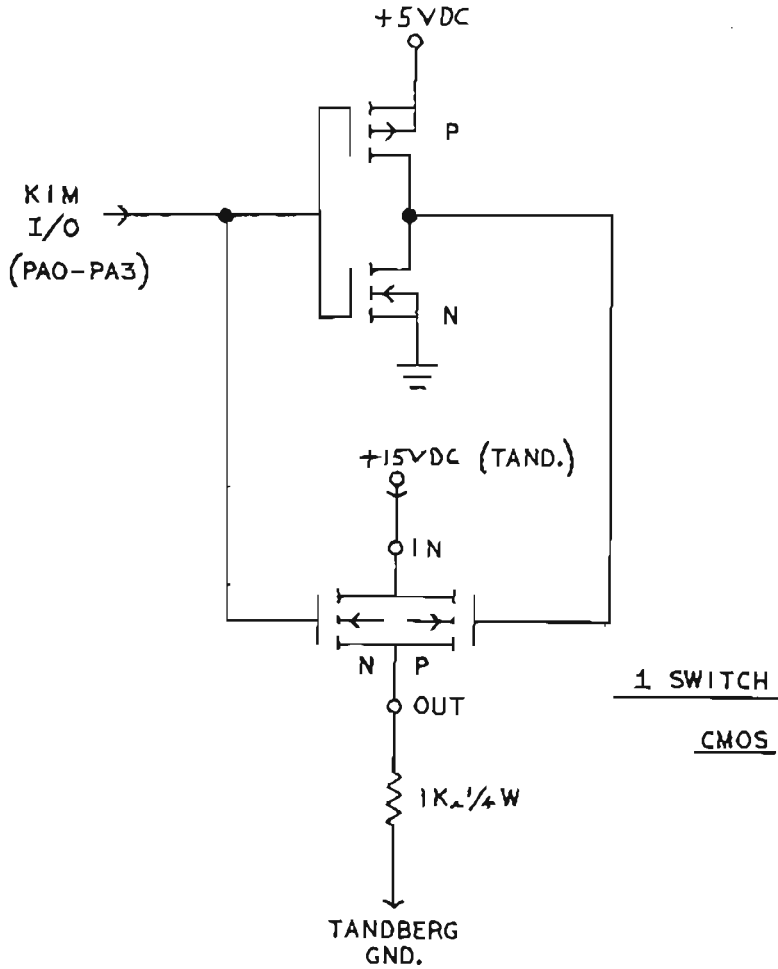 +5VDC
P
KIM
I/O
(PA0-PA3)
N
+15VDC (TAND.)
IN
N P
OUT
1 SWITCH
CMOS
1K 1/4W
TANDBERG
GND.